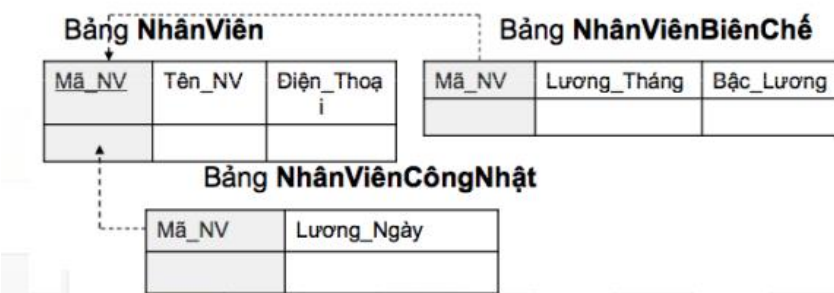 Bảng NhânViên
Bảng NhânViênBiênChế
Mã_NV Tên_NV Điện_Thoạ
i
Mã_NV Lương_Tháng Bậc_Lương
Bảng NhânViênCôngNhật
Mã_NV Lương_Ngày